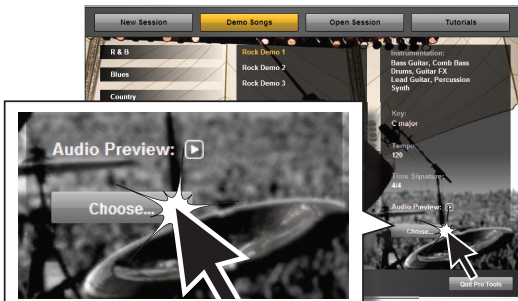 New Session
Demo Songs
Open Session
Tutorials
R & B
Blues
Country
Rock Demo 1
Rock Demo 2
Rock Demo 3
Instrumentation:
Bass Guitar, Comb Bass
Drums, Guitar FX
Lead Guitar, Percussion
Synth
Key:
C major
Tempo:
120
Time Signature:
4/4
Audio Preview:
Choose...
Quit Pro Tools
Audio Preview:
Choose...